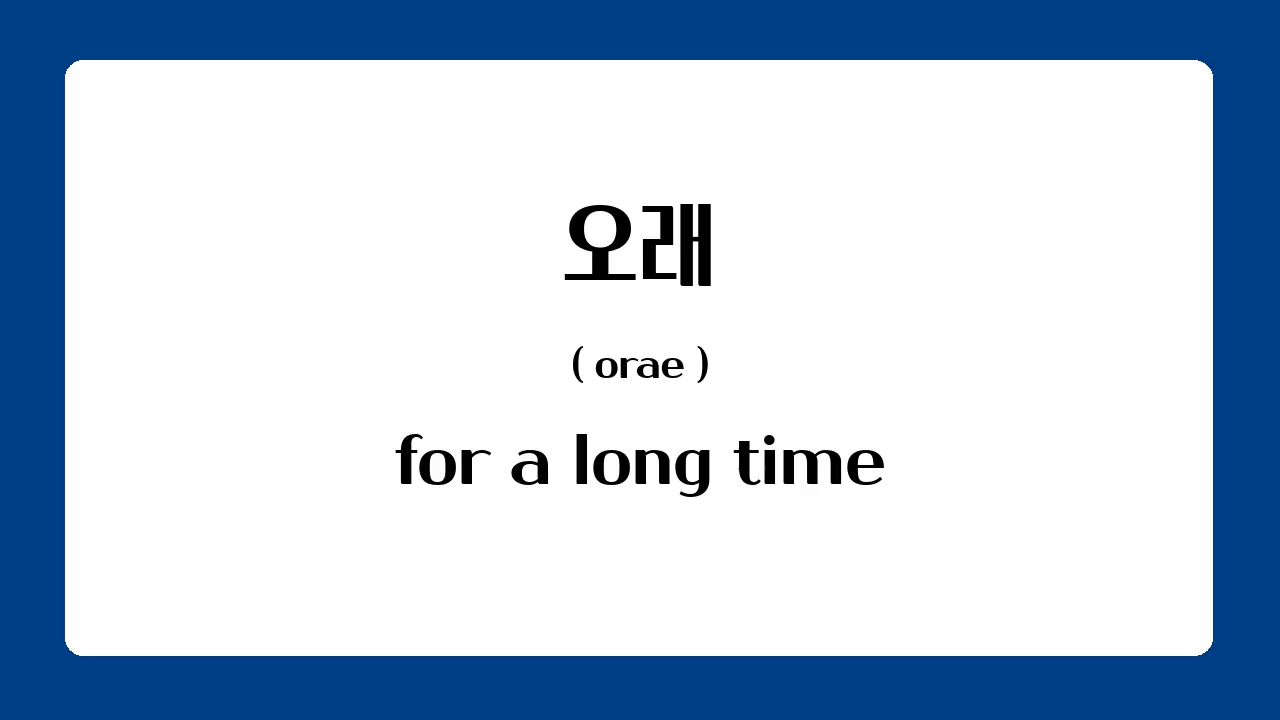 오래
( orae )
for a long time